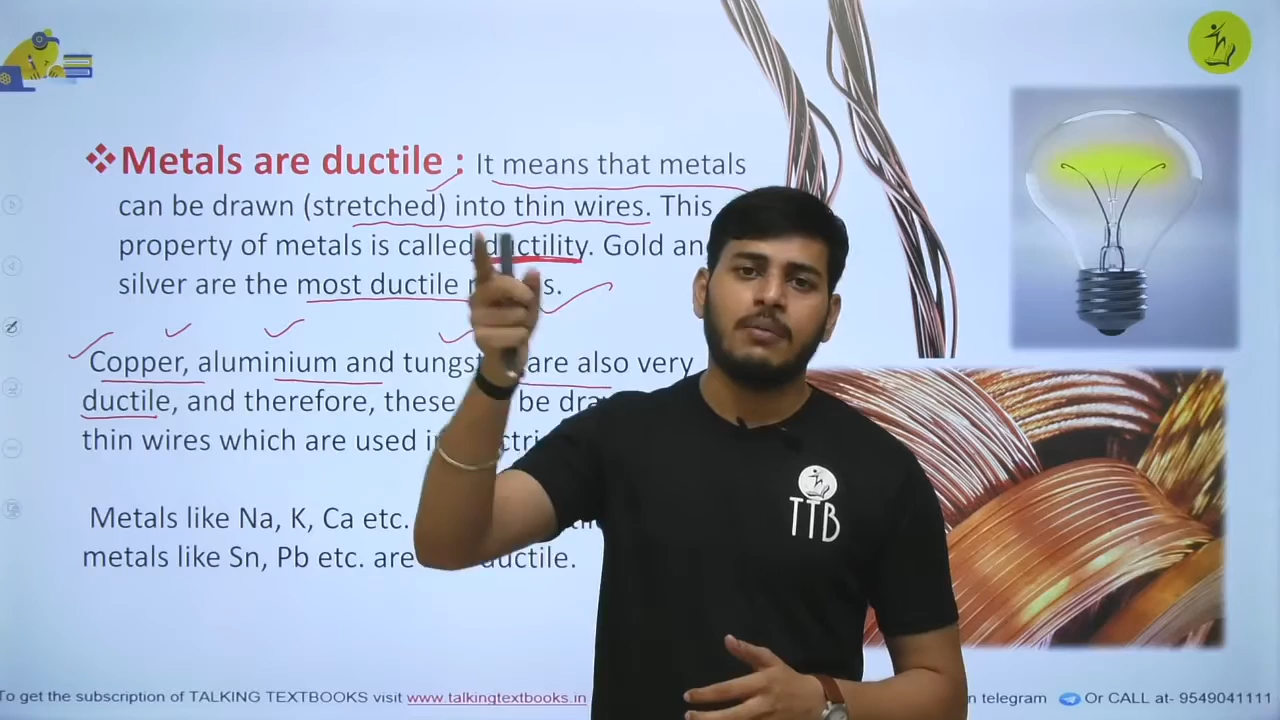 ❖Metals are ductile : It means that metals
can be drawn (stretched) into thin wires. This
property of metals is called ductility. Gold
silver are the most ductile
Copper, aluminium and are also very
ductile, and therefore, these be
thin wires which are used
Metals like Na, K, Ca etc.
metals like Sn, Pb etc. are ductile.
TTB
To get the subscription of TALKING TEXTBOOKS visit www.talkingtextbooks.in
telegram Or CALL at- 9549041111